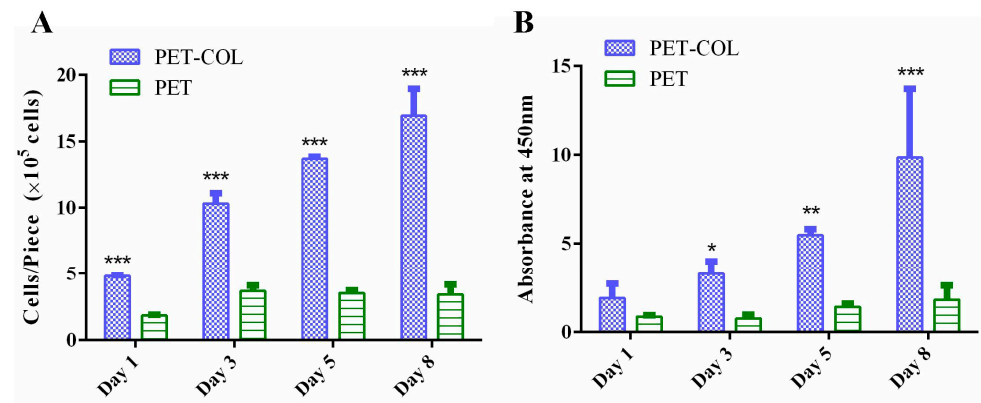 A
PET-COL
PET
Cells/Piece (×10⁵ cells)
20
15
10
5
0
***
***
***
***
Day 1
Day 3
Day 5
Day 8
B
PET-COL
PET
Absorbance at 450nm
15
10
5
0
*
**
***
Day 1
Day 3
Day 5
Day 8